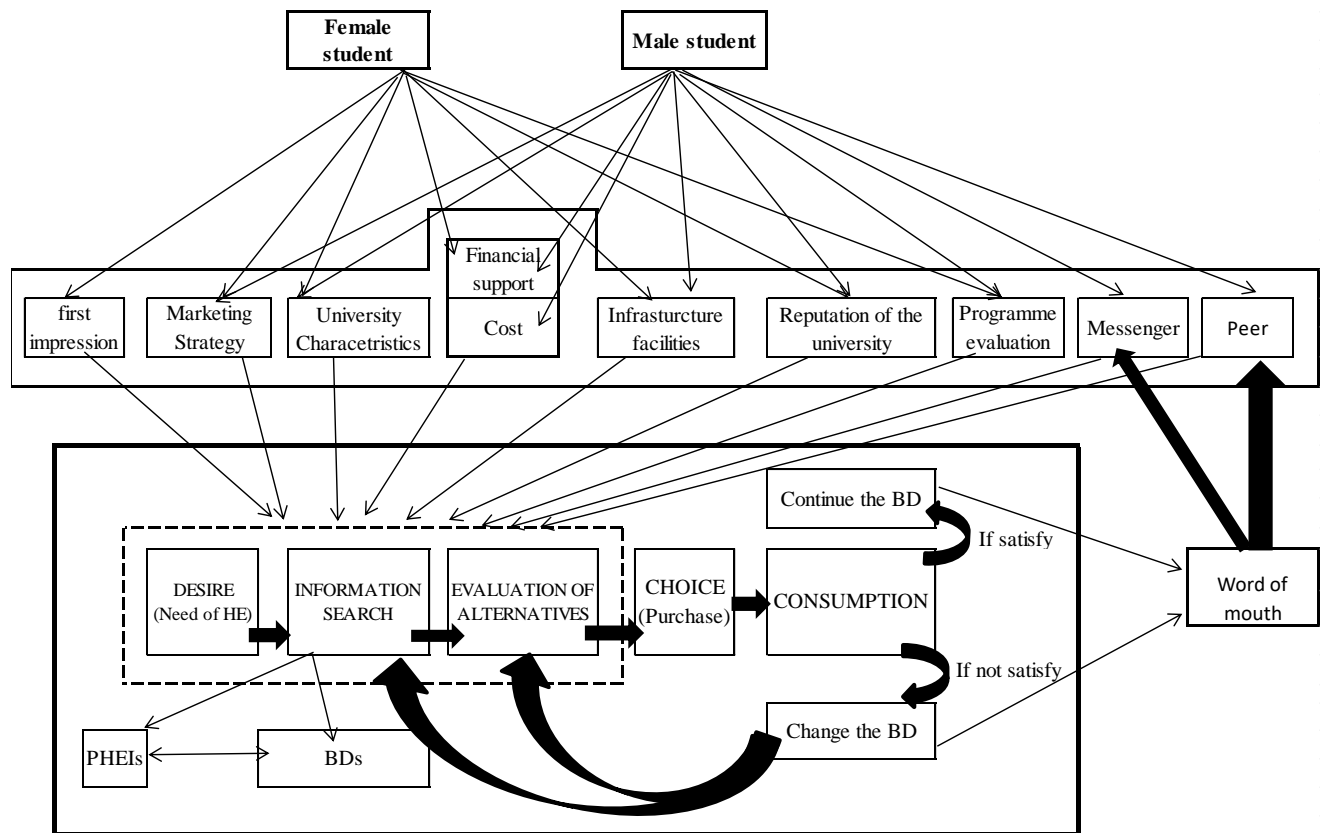 Female
student
Male student
Financial
support
Cost
first
impression
Marketing
Strategy
University
Characetristics
Infrasturcture
facilities
Reputation of the
university
Programme
evaluation
Messenger
Peer
Continue the BD
If satisfy
DESIRE
(Need of HE)
INFORMATION
SEARCH
EVALUATION OF
ALTERNATIVES
CHOICE
(Purchase)
CONSUMPTION
Word of
mouth
If not satisfy
Change the BD
PHEIs
BDs